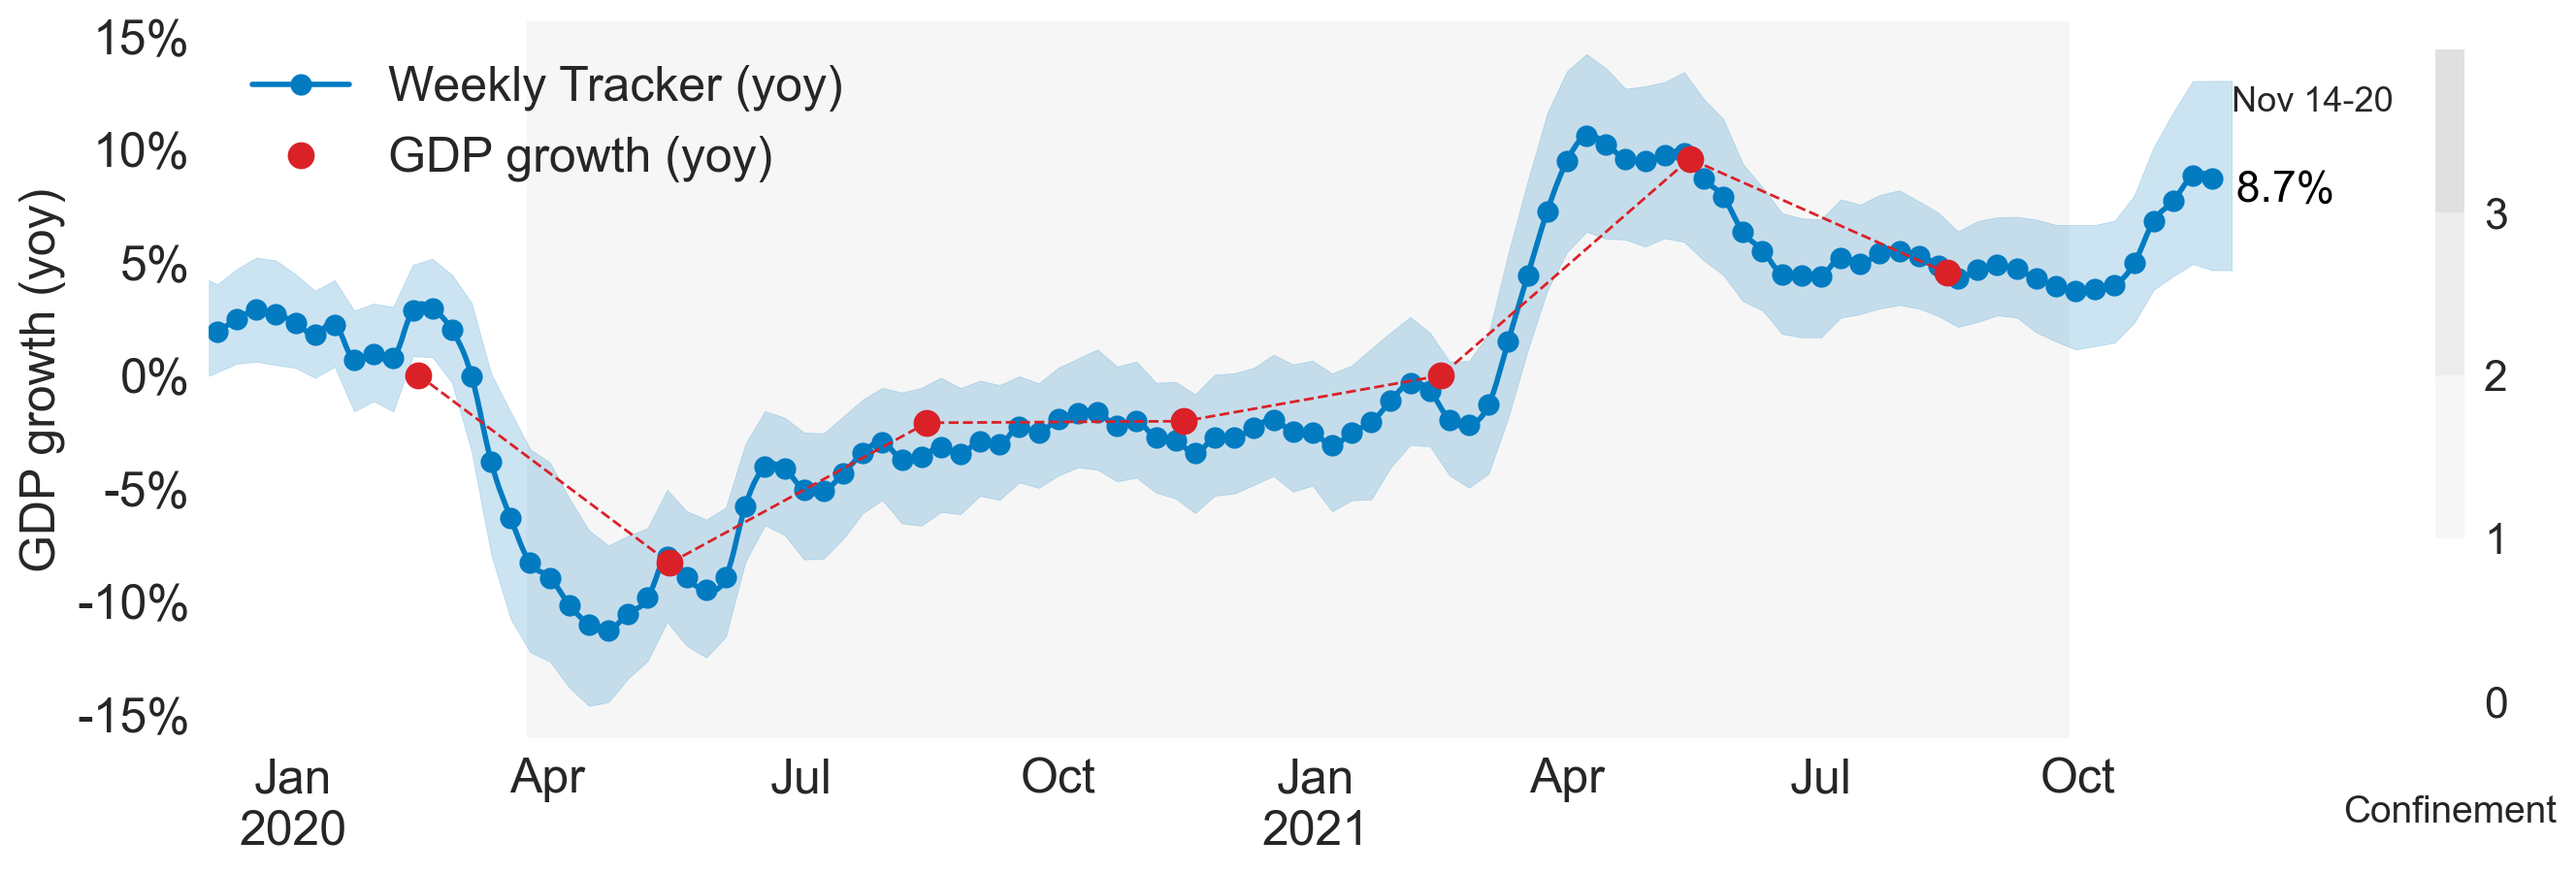 15%
10%
5%
0%
-5%
-10%
-15%
GDP growth (yoy)
Weekly Tracker (yoy)
GDP growth (yoy)
Nov 14-20
8.7%
3
2
1
0
Confinement
Jan Apr Jul Oct Jan Apr Jul Oct
2020 2021